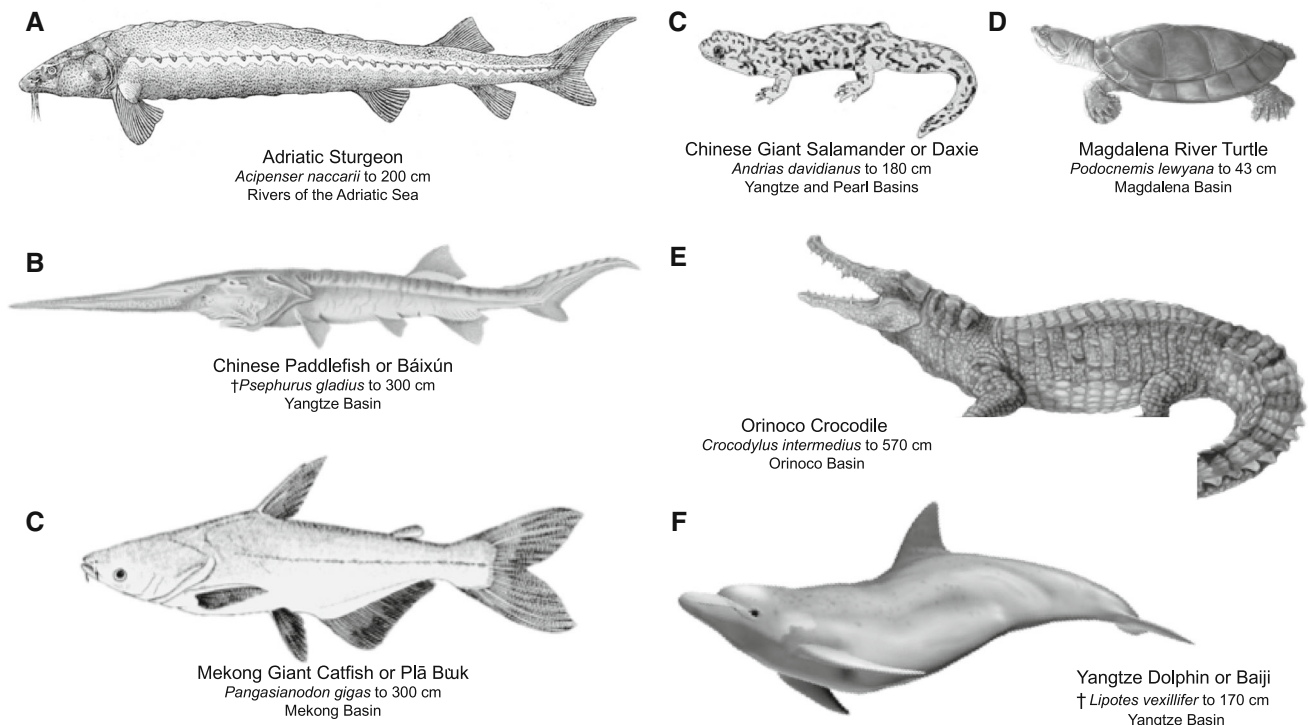 A
Adriatic Sturgeon
Acipenser naccarii to 200 cm
Rivers of the Adriatic Sea
B
Chinese Paddlefish or Báixún
†Psephurus gladius to 300 cm
Yangtze Basin
C
Mekong Giant Catfish or Plā Bụ̄k
Pangasianodon gigas to 300 cm
Mekong Basin
C
Chinese Giant Salamander or Daxie
Andrias davidianus to 180 cm
Yangtze and Pearl Basins
D
Magdalena River Turtle
Podocnemis lewyana to 43 cm
Magdalena Basin
E
Orinoco Crocodile
Crocodylus intermedius to 570 cm
Orinoco Basin
F
Yangtze Dolphin or Baiji
† Lipotes vexillifer to 170 cm
Yangtze Basin